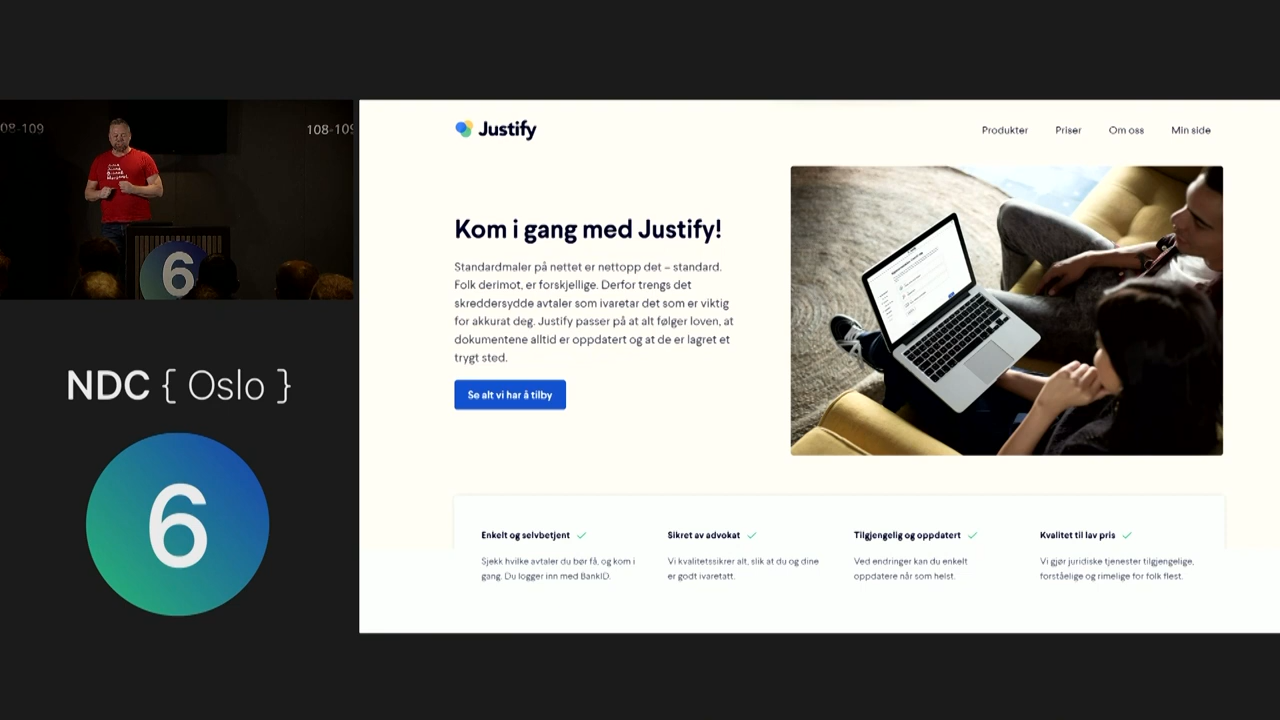 08-109
108-109
6
NDC { Oslo }
6
Justify
Produkter
Priser
Om oss
Min side
Kom i gang med Justify!
Standardmaler på nettet er nettopp det – standard.
Folk derimot, er forskjellige. Derfor trengs det
skreddersydde avtaler som ivaretar det som er viktig
for akkurat deg. Justify passer på at alt følger loven, at
dokumentene alltid er oppdatert og at de er lagret et
trygt sted.
Se alt vi har å tilby
Enkelt og selvbetjent
Sjekk hvilke avtaler du bør få, og kom i
gang. Du logger inn med BankID.
Sikret av advokat
Vi kvalitetssikrer alt, slik at du og dine
er godt ivaretatt.
Tilgjengelig og oppdatert
Ved endringer kan du enkelt
oppdatere når som helst.
Kvalitet til lav pris
Vi gjør juridiske tjenester tilgjengelige,
forståelige og rimelige for folk flest.